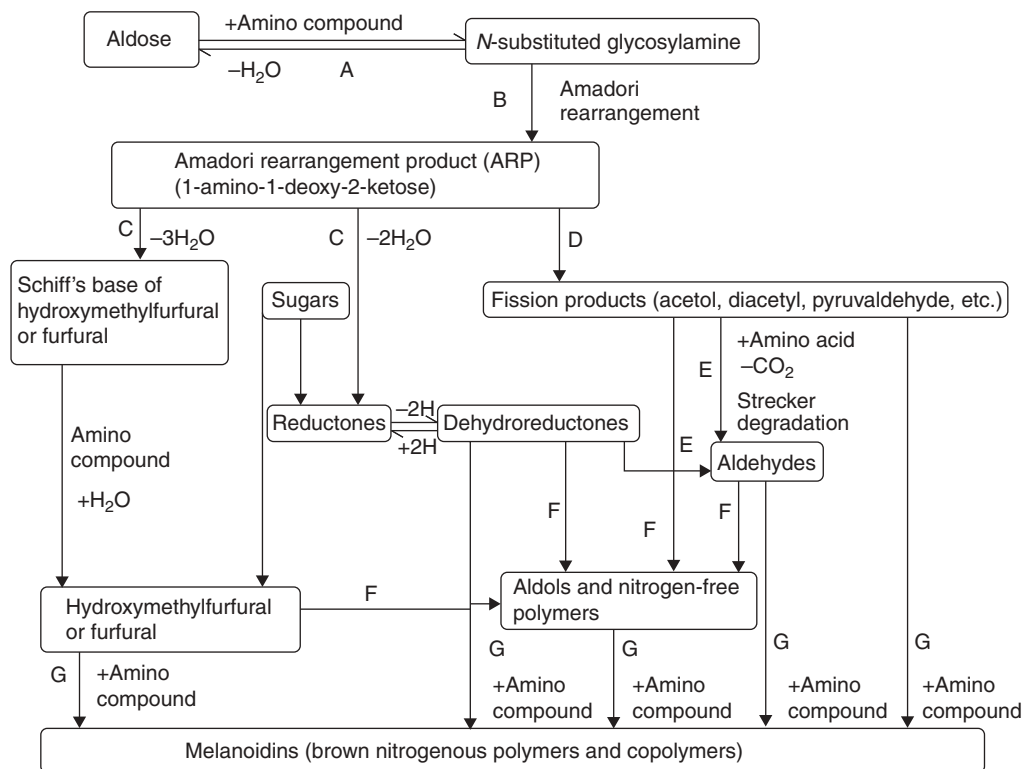 Aldose
+Amino compound
–H₂O
A
N-substituted glycosylamine
B
Amadori
rearrangement
Amadori rearrangement product (ARP)
(1-amino-1-deoxy-2-ketose)
C
–3H₂O
C
–2H₂O
D
Schiff's base of
hydroxymethylfurfural
or furfural
Sugars
Fission products (acetol, diacetyl, pyruvaldehyde, etc.)
+Amino acid
–CO₂
E
Strecker
degradation
Reductones
–2H
+2H
Dehydroreductones
E
Aldehydes
Amino
compound
+H₂O
F
F
F
Hydroxymethylfurfural
or furfural
F
Aldols and nitrogen-free
polymers
G
+Amino
compound
G
+Amino
compound
G
+Amino
compound
G
+Amino
compound
G
+Amino
compound
Melanoidins (brown nitrogenous polymers and copolymers)